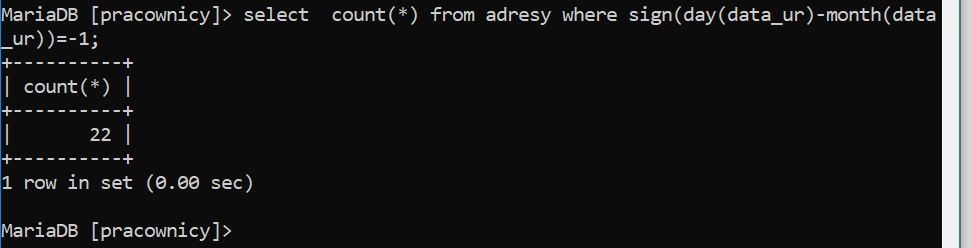 MariaDB [pracownicy]> select  count(*) from adresy where sign(day(data_ur)-month(data
_ur))=-1;
+----------+
| count(*) |
+----------+
|       22 |
+----------+
1 row in set (0.00 sec)

MariaDB [pracownicy]>